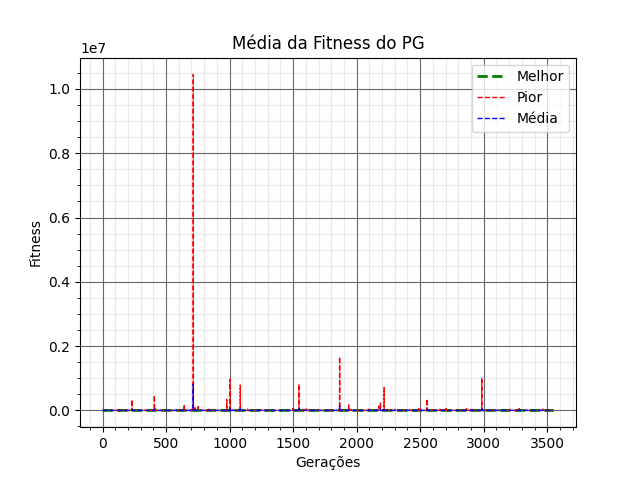 Média da Fitness do PG
1e7
Melhor
Pior
Média
1.0
0.8
0.6
0.4
0.2
0.0
Fitness
0 500 1000 1500 2000 2500 3000 3500
Gerações